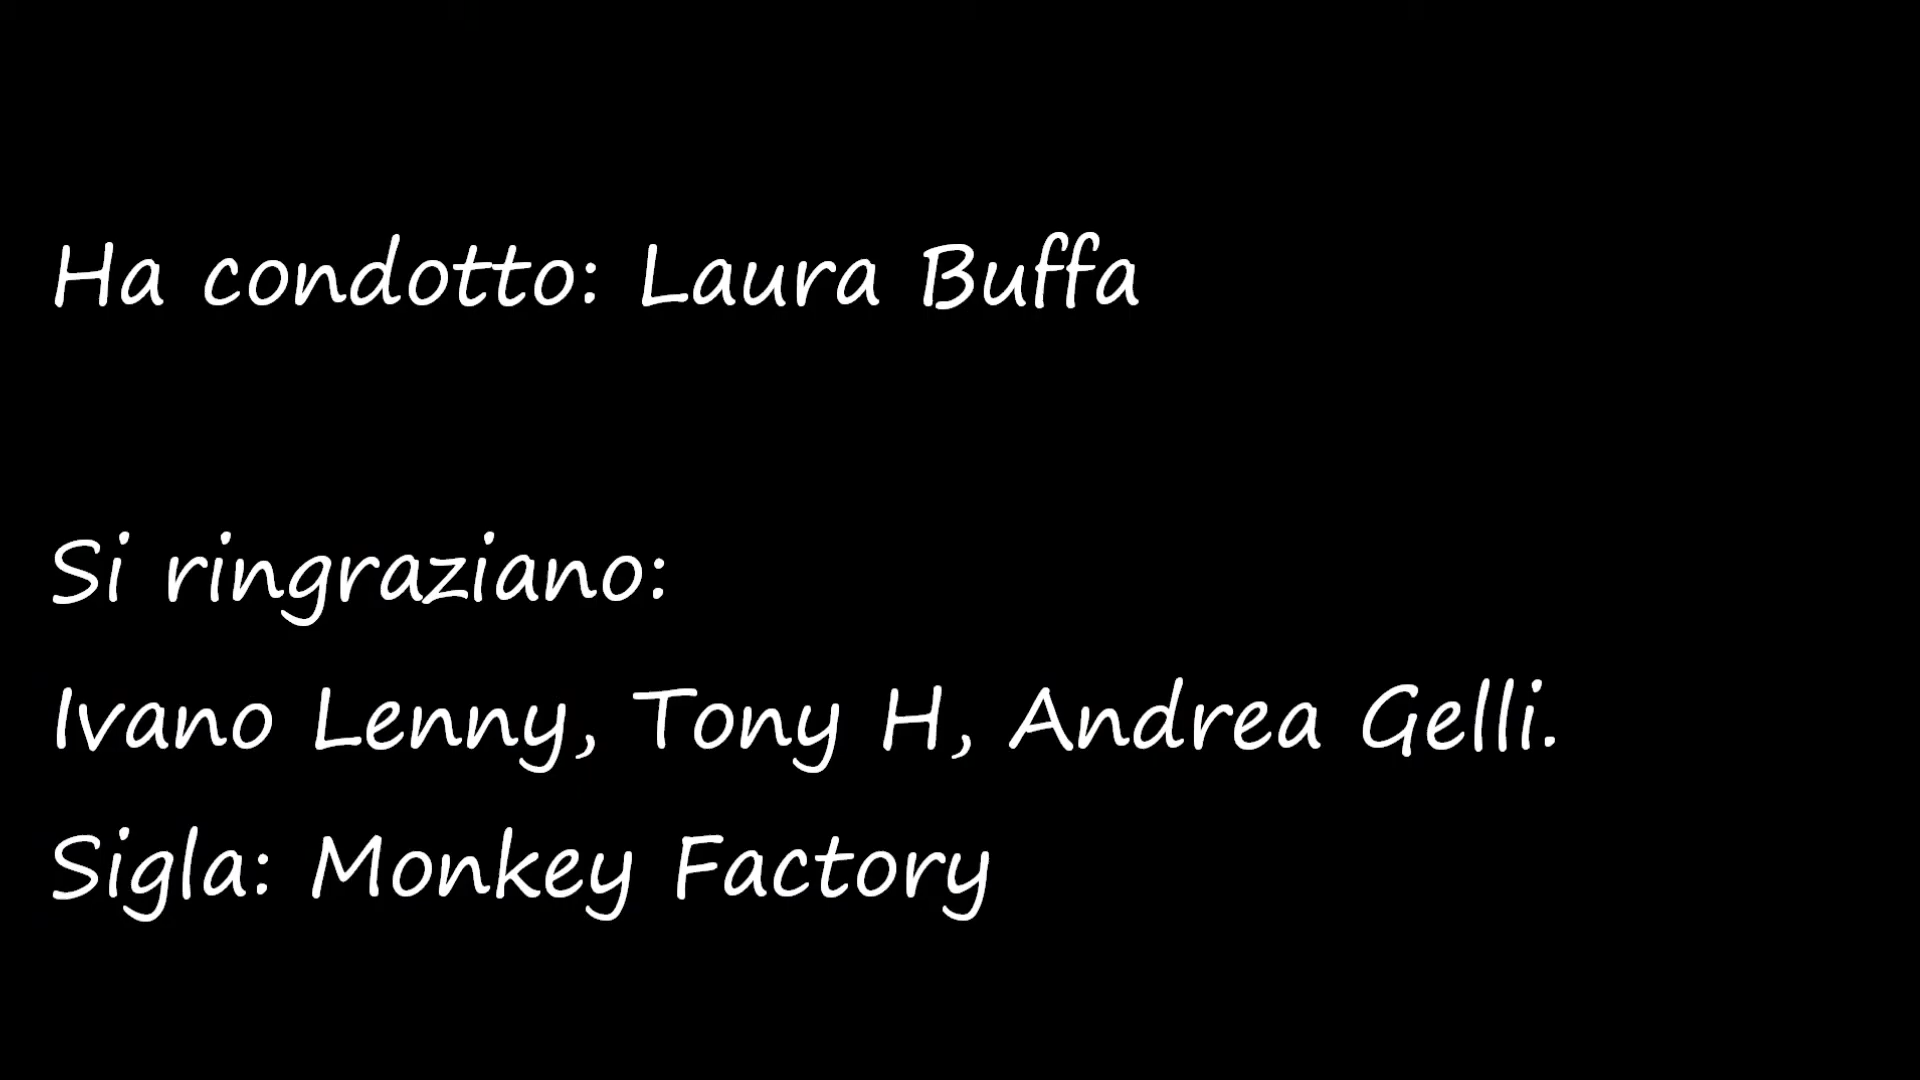 Ha condotto: Laura Buffa
Si ringraziano:
Ivano Lenny, Tony H, Andrea Gelli.
Sigla: Monkey Factory